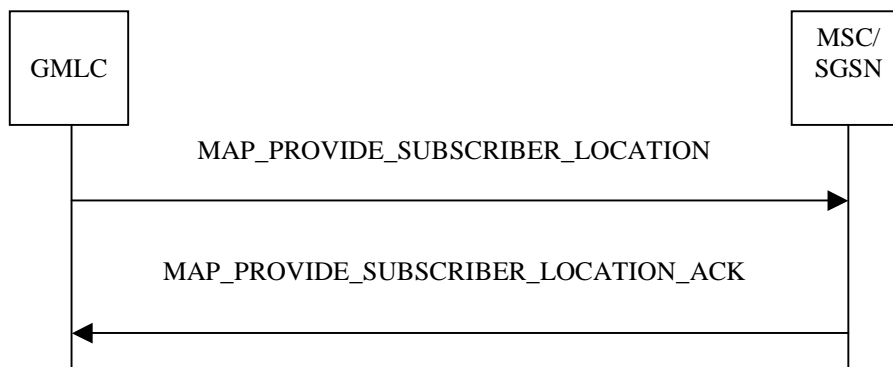 GMLC
MSC/
SGSN
MAP_PROVIDE_SUBSCRIBER_LOCATION
MAP_PROVIDE_SUBSCRIBER_LOCATION_ACK